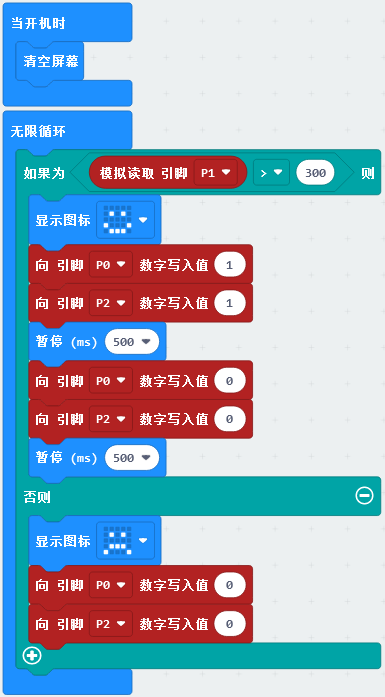 当开机时
清空屏幕
无限循环
如果为 模拟读取 引脚 P1 > 300 则
显示图标
向 引脚 P0 数字写入值 1
向 引脚 P2 数字写入值 1
暂停 (ms) 500
向 引脚 P0 数字写入值 0
向 引脚 P2 数字写入值 0
暂停 (ms) 500
否则
显示图标
向 引脚 P0 数字写入值 0
向 引脚 P2 数字写入值 0